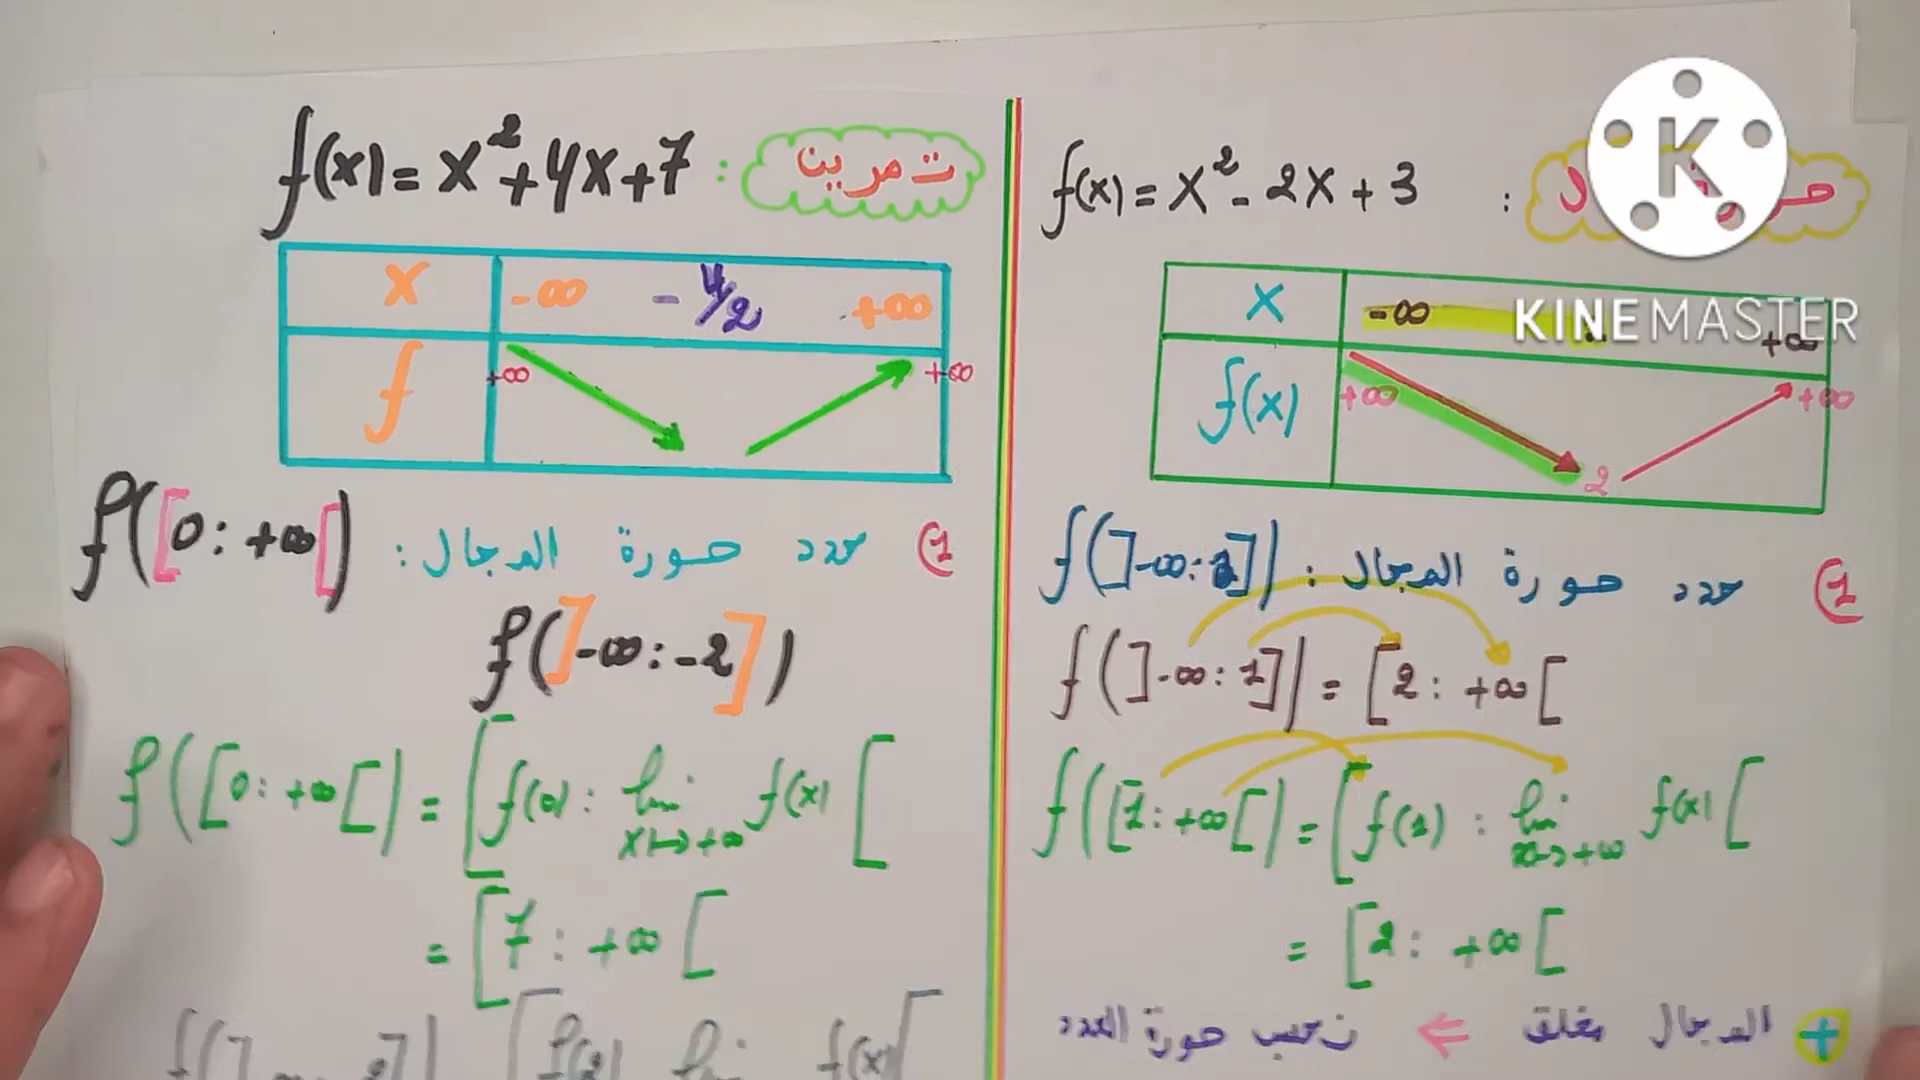 f(x) = x² + 4x + 7 : تمرين
x -∞ -4/2 +∞
f +∞ +∞
1) حدد صورة المجال : f([0 : +∞[)
f(]-∞ : -2])
f([0 : +∞[) = [f(0) : lim x→+∞ f(x) [
= [7 : +∞ [
f(x) = x² - 2x + 3 :
KINEMASTER
x -∞ +∞
f(x) +∞ 2 +∞
1) حدد صورة المجال : f(]-∞ : 1])
f(]-∞ : 1]) = [2 : +∞ [
f([1 : +∞[) = [f(1) : lim x→+∞ f(x) [
= [2 : +∞ [
+ المجال مغلق ⇐ نحسب صورة العدد